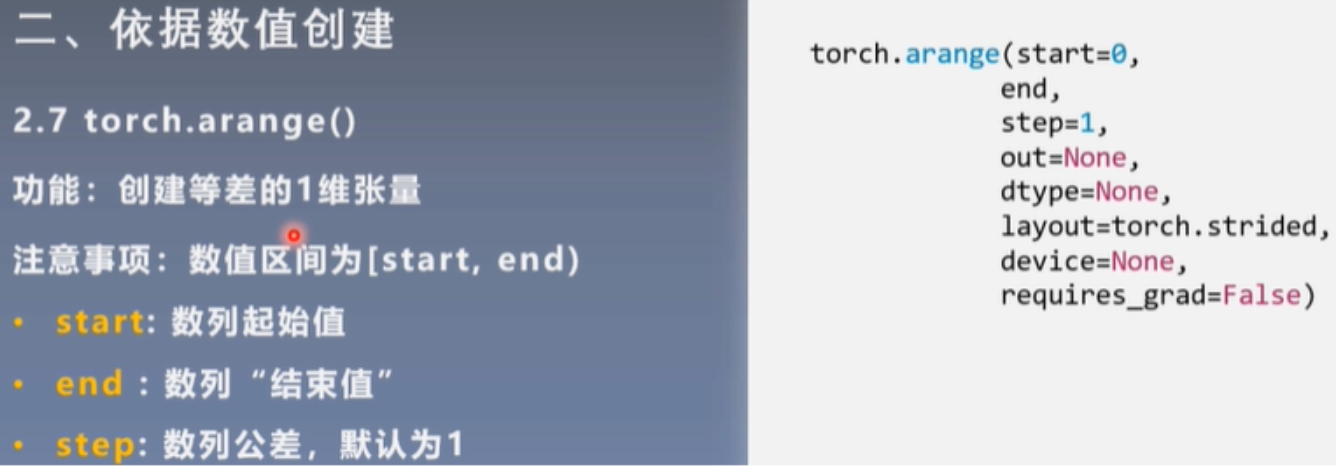 二、依据数值创建
2.7 torch.arange()
功能：创建等差的1维张量
注意事项：数值区间为[start, end)
• start: 数列起始值
• end : 数列“结束值”
• step: 数列公差，默认为1
torch.arange(start=0,
end,
step=1,
out=None,
dtype=None,
layout=torch.strided,
device=None,
requires_grad=False)